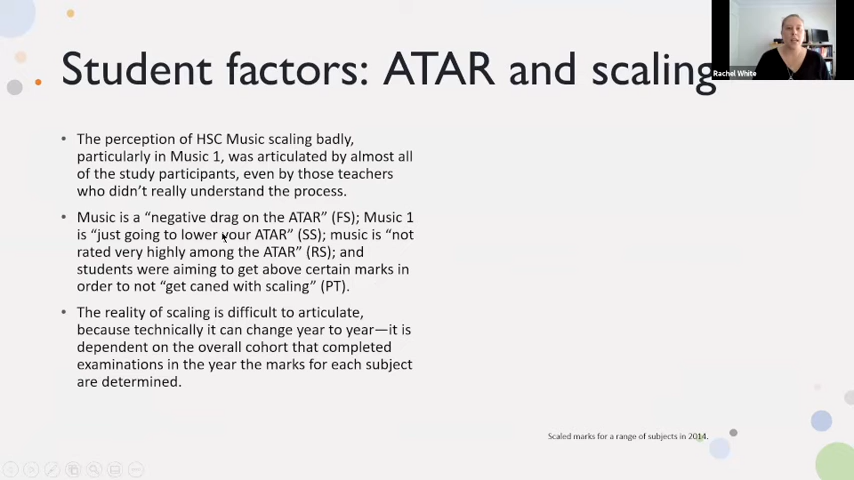 Student factors: ATAR and scaling
Rachel White
• The perception of HSC Music scaling badly,
particularly in Music 1, was articulated by almost all
of the study participants, even by those teachers
who didn't really understand the process.
• Music is a “negative drag on the ATAR” (FS); Music 1
is “just going to lower your ATAR” (SS); music is “not
rated very highly among the ATAR” (RS); and
students were aiming to get above certain marks in
order to not “get caned with scaling” (PT).
• The reality of scaling is difficult to articulate,
because technically it can change year to year—it is
dependent on the overall cohort that completed
examinations in the year the marks for each subject
are determined.
Scaled marks for a range of subjects in 2014.